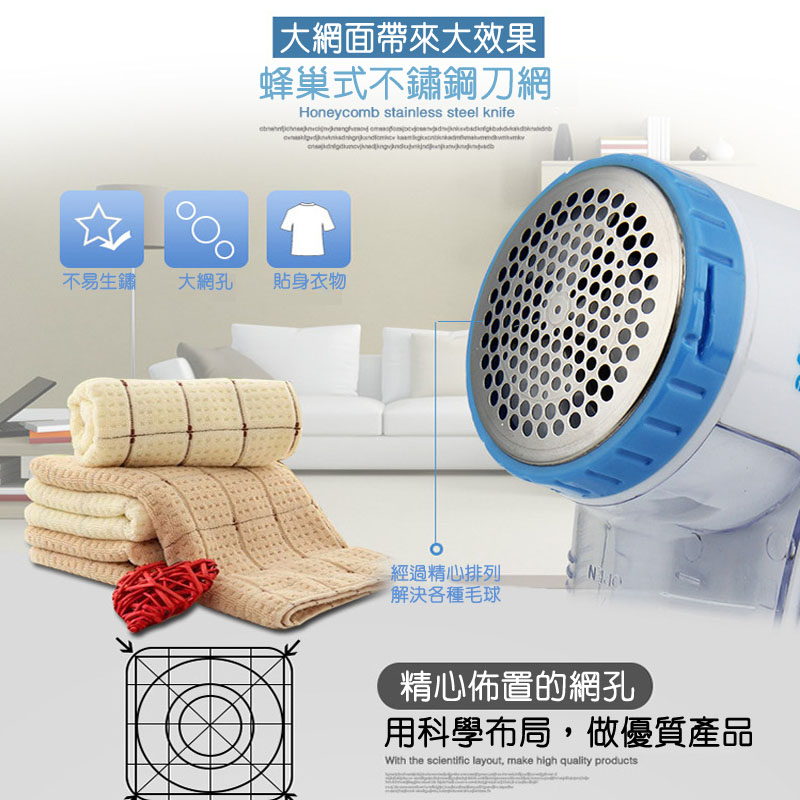 大網面帶來大效果
蜂巢式不鏽鋼刀網
Honeycomb stainless steel knife
不易生鏽
大網孔
貼身衣物
經過精心排列
解決各種毛球
OPEN
精心佈置的網孔
用科學布局，做優質產品
With the scientific layout, make high quality products